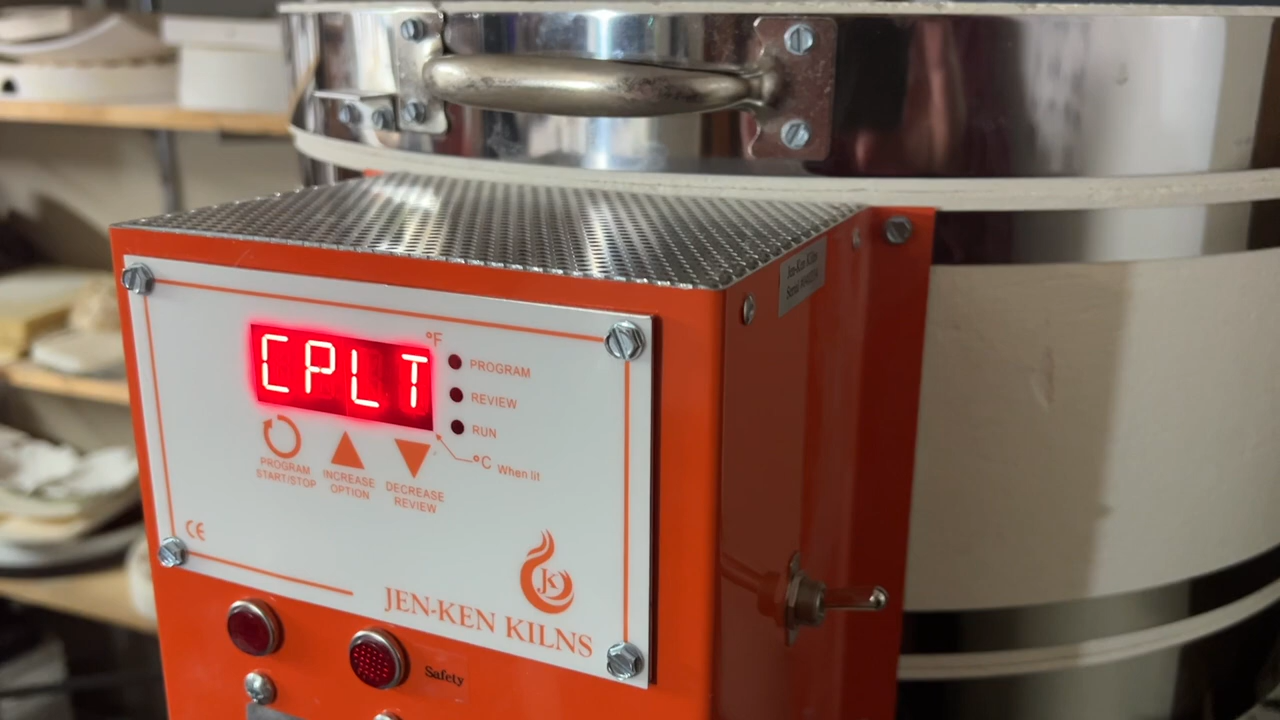 Jen-Ken Kilns
°F
CPLT
PROGRAM
REVIEW
RUN
°C When lit
PROGRAM
START/STOP
INCREASE
OPTION
DECREASE
REVIEW
CE
JK
JEN-KEN KILNS
Safety